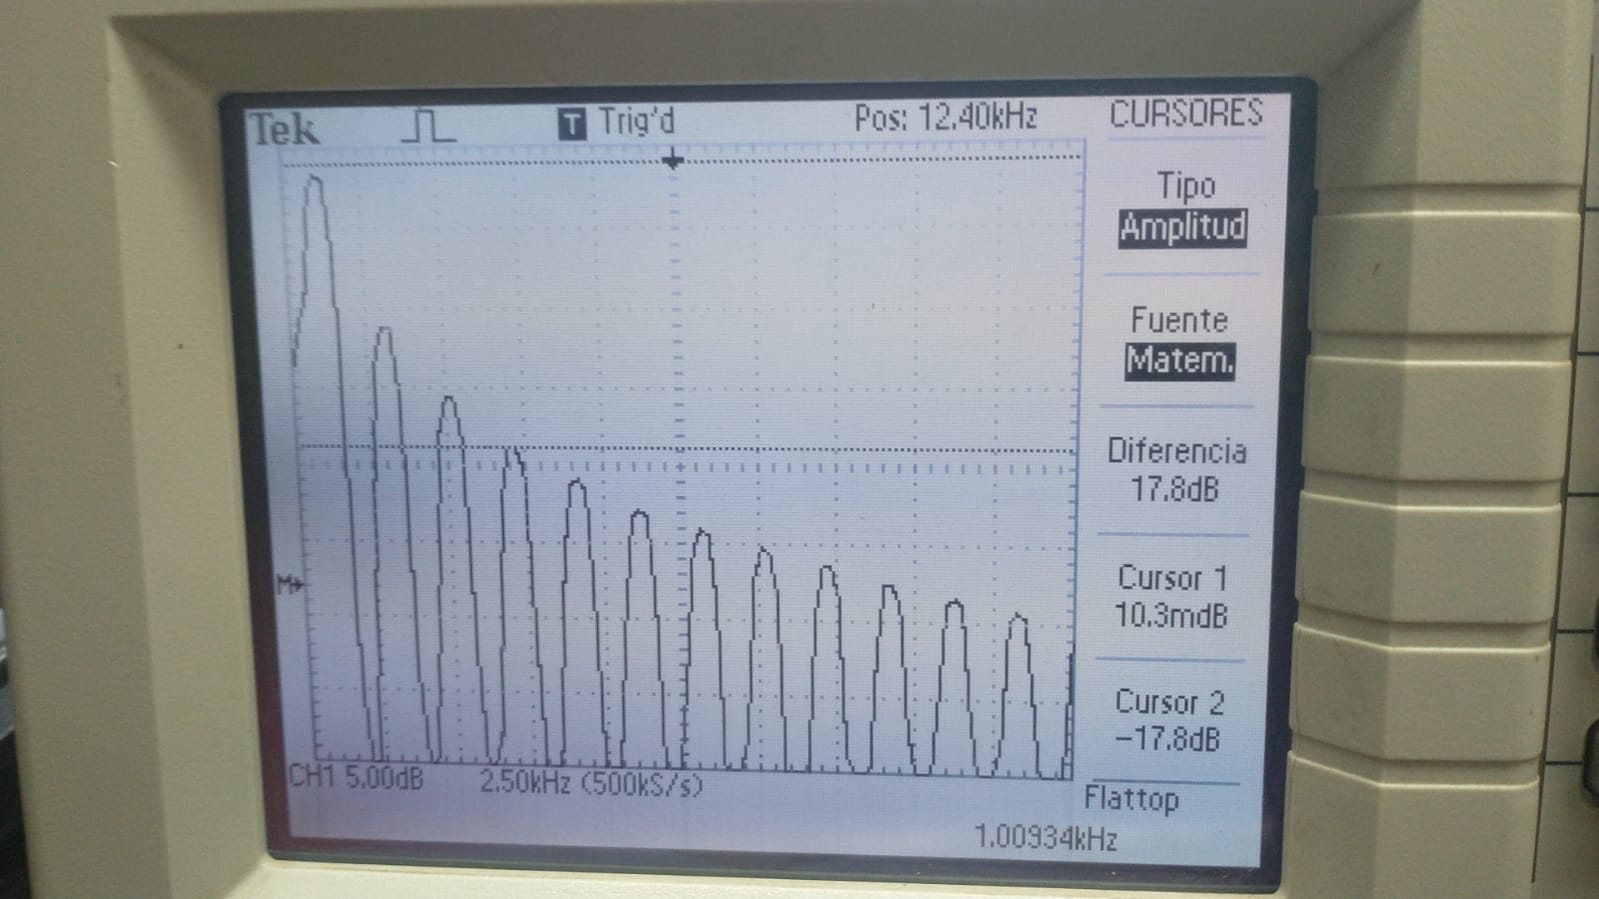 Tek
T Trig'd
Pos: 12.40kHz
CURSORES
Tipo
Amplitud
Fuente
Matem.
Diferencia
17.8dB
Cursor 1
10.3mdB
Cursor 2
-17.8dB
M
CH1 5.00dB
2.50kHz (500kS/s)
Flattop
1.00934kHz